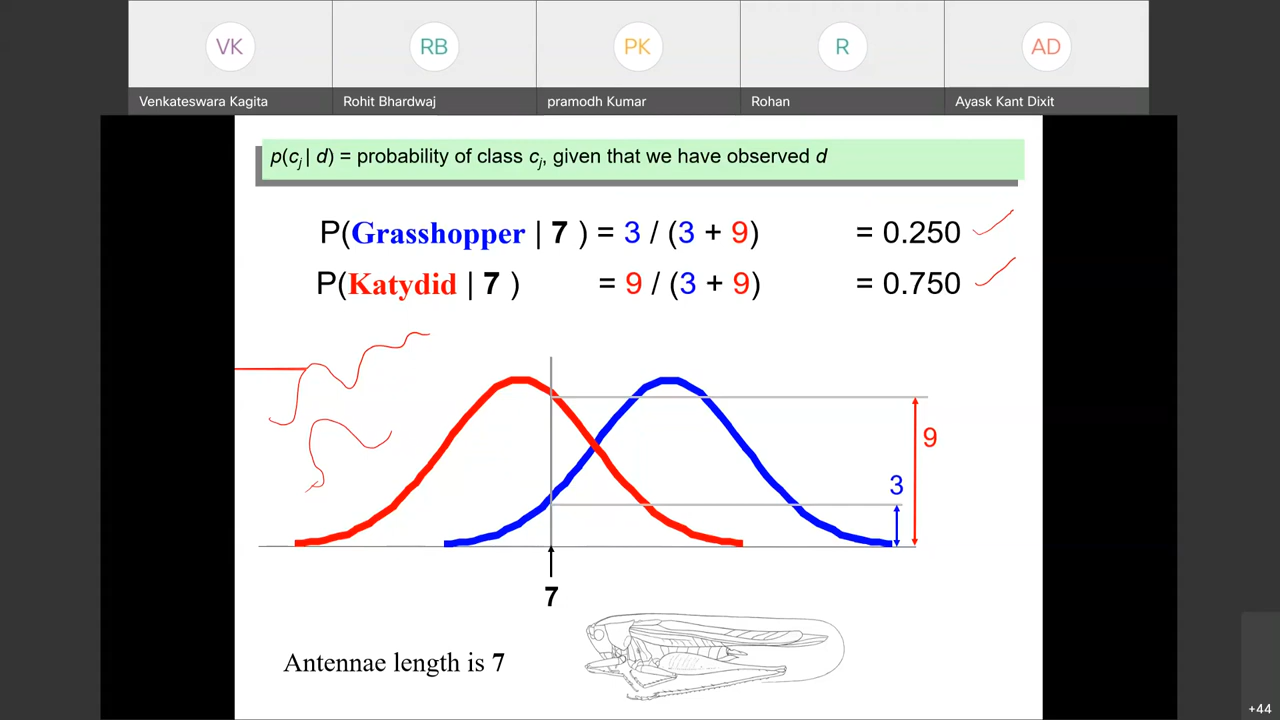 VK RB PK R AD
Venkateswara Kagita Rohit Bhardwaj pramodh Kumar Rohan Ayask Kant Dixit
p(cj | d) = probability of class cj, given that we have observed d
P(Grasshopper | 7 ) = 3 / (3 + 9) = 0.250
P(Katydid | 7 ) = 9 / (3 + 9) = 0.750
9
3
7
Antennae length is 7
+44